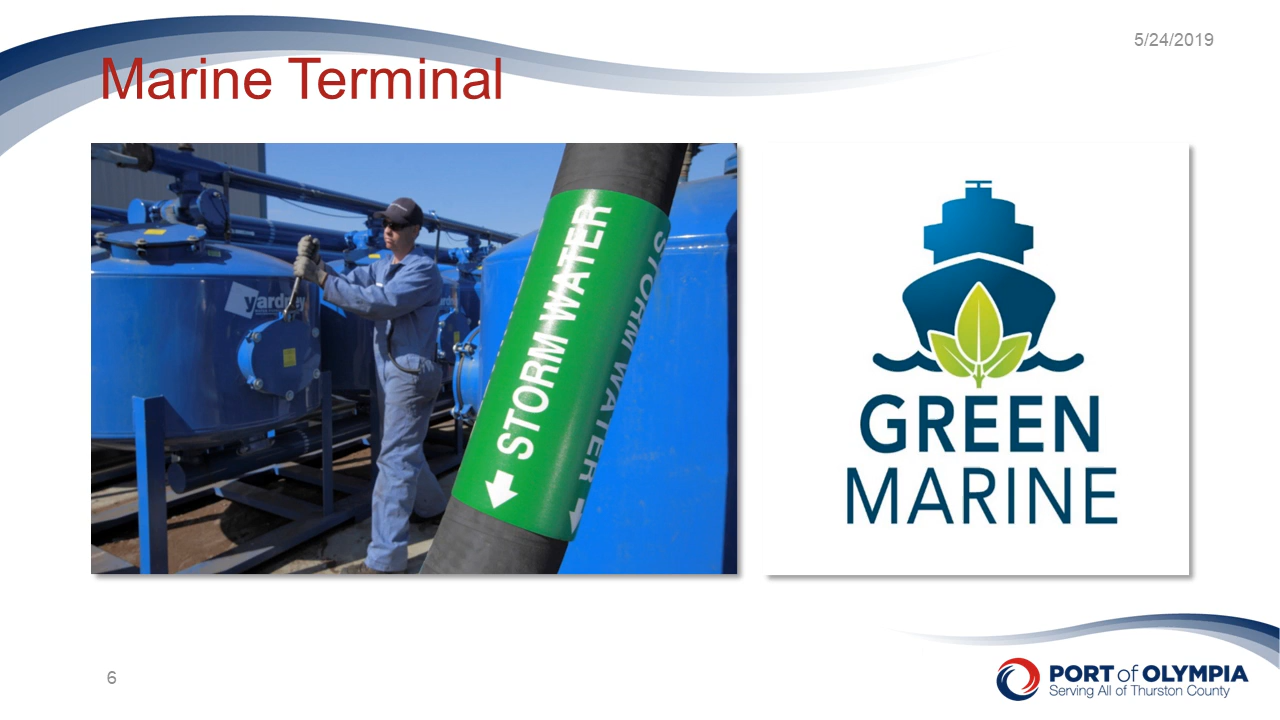 5/24/2019
Marine Terminal
yardney
STORM WATER
STORM WATER
GREEN
MARINE
6
PORT of OLYMPIA
Serving All of Thurston County